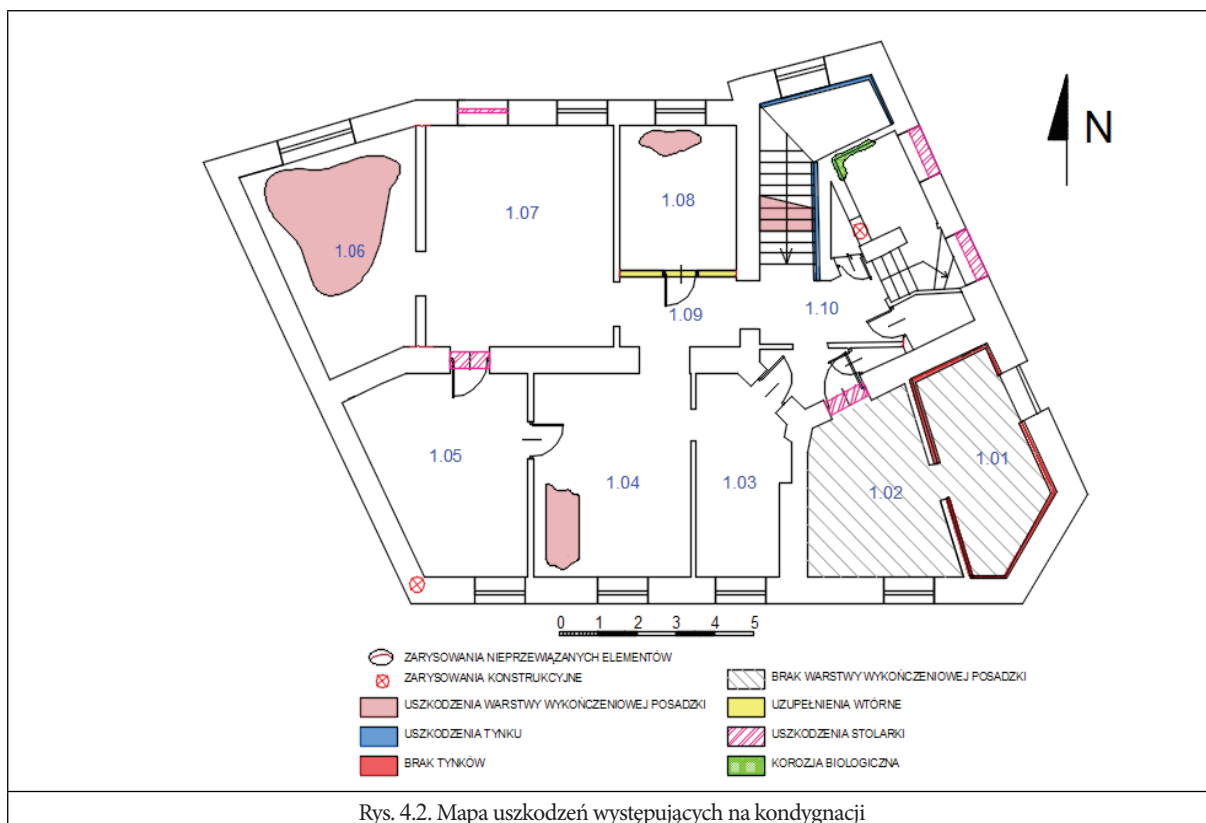 N
1.07
1.08
1.06
1.09
1.10
1.05
1.04
1.03
1.02
1.01
0 1 2 3 4 5
ZARYSOWANIA NIEPRZEWIĄZANYCH ELEMENTÓW
ZARYSOWANIA KONSTRUKCYJNE
USZKODZENIA WARSTWY WYKOŃCZENIOWEJ POSADZKI
USZKODZENIA TYNKU
BRAK TYNKÓW
BRAK WARSTWY WYKOŃCZENIOWEJ POSADZKI
UZUPEŁNIENIA WTÓRNE
USZKODZENIA STOLARKI
KOROZJA BIOLOGICZNA
Rys. 4.2. Mapa uszkodzeń występujących na kondygnacji